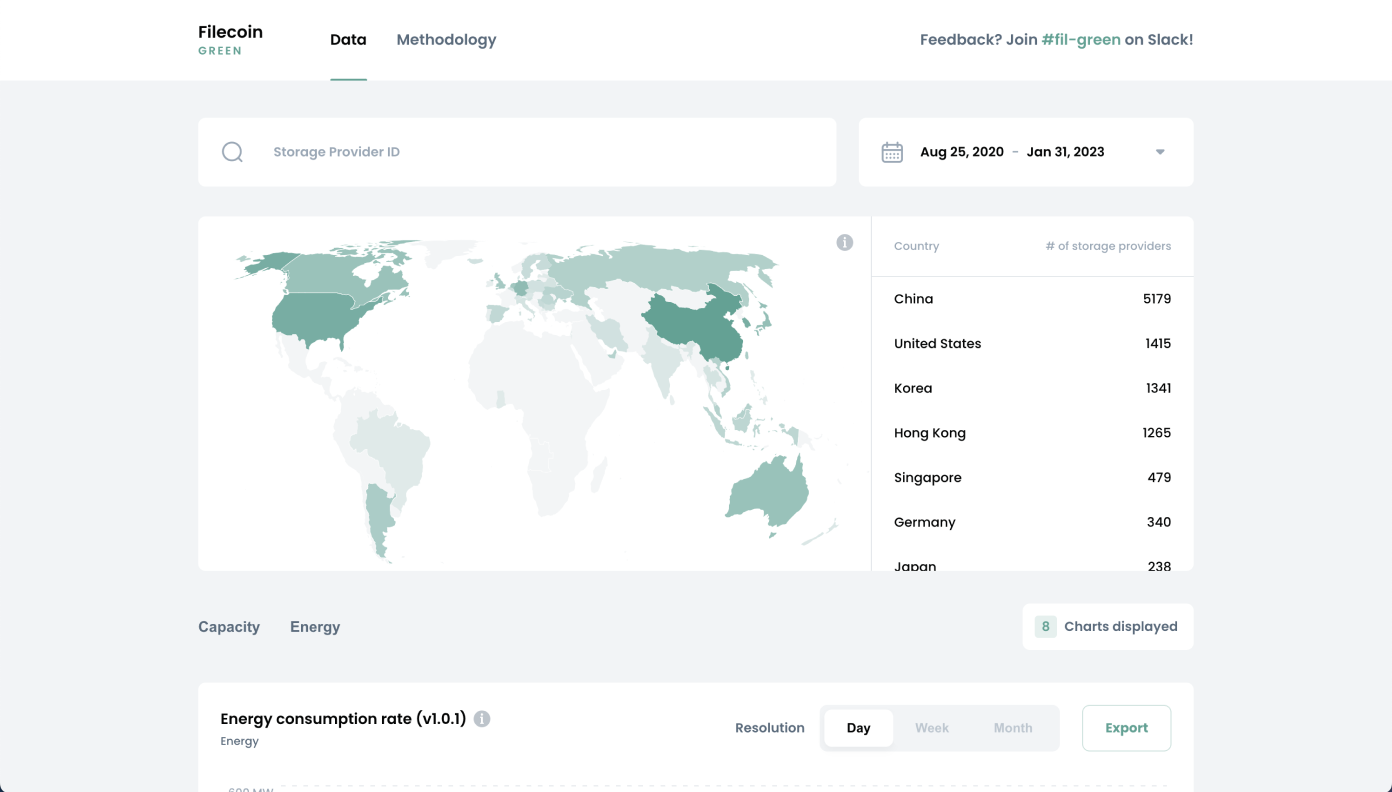 Filecoin
GREEN
Data
Methodology
Feedback? Join #fil-green on Slack!
Storage Provider ID
Aug 25, 2020 - Jan 31, 2023
Country # of storage providers
China 5179
United States 1415
Korea 1341
Hong Kong 1265
Singapore 479
Germany 340
Japan 238
Capacity
Energy
8 Charts displayed
Energy consumption rate (v1.0.1)
Energy
Resolution
Day
Week
Month
Export
600 MW